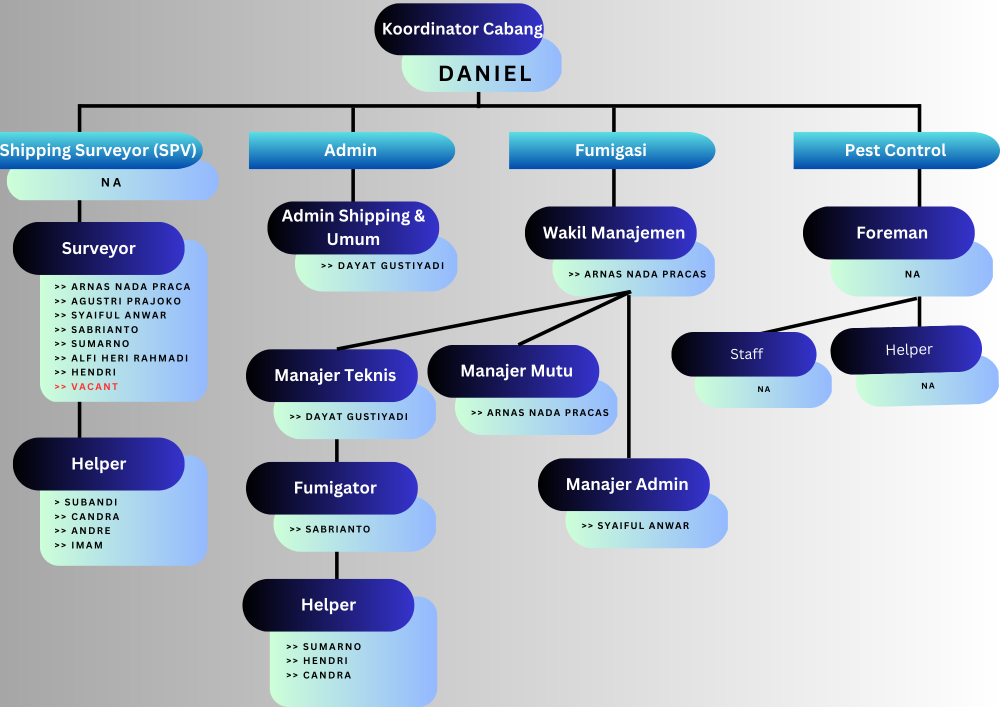 Koordinator Cabang
DANIEL
Shipping Surveyor (SPV)
NA
Surveyor
>> ARNAS NADA PRACA
>> AGUSTRI PRAJOKO
>> SYAIFUL ANWAR
>> SABRIANTO
>> SUMARNO
>> ALFI HERI RAHMADI
>> HENDRI
>> VACANT
Helper
> SUBANDI
>> CANDRA
>> ANDRE
>> IMAM
Admin
Admin Shipping &
Umum
>> DAYAT GUSTIYADI
Fumigasi
Wakil Manajemen
>> ARNAS NADA PRACAS
Manajer Teknis
>> DAYAT GUSTIYADI
Fumigator
>> SABRIANTO
Helper
>> SUMARNO
>> HENDRI
>> CANDRA
Manajer Mutu
>> ARNAS NADA PRACAS
Manajer Admin
>> SYAIFUL ANWAR
Pest Control
Foreman
NA
Staff
NA
Helper
NA